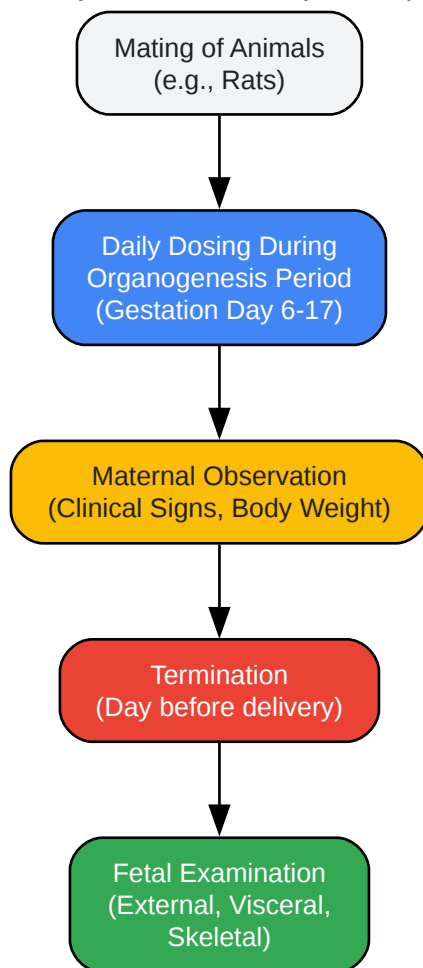 Mating of Animals
(e.g., Rats)
Daily Dosing During
Organogenesis Period
(Gestation Day 6-17)
Maternal Observation
(Clinical Signs, Body Weight)
Termination
(Day before delivery)
Fetal Examination
(External, Visceral,
Skeletal)